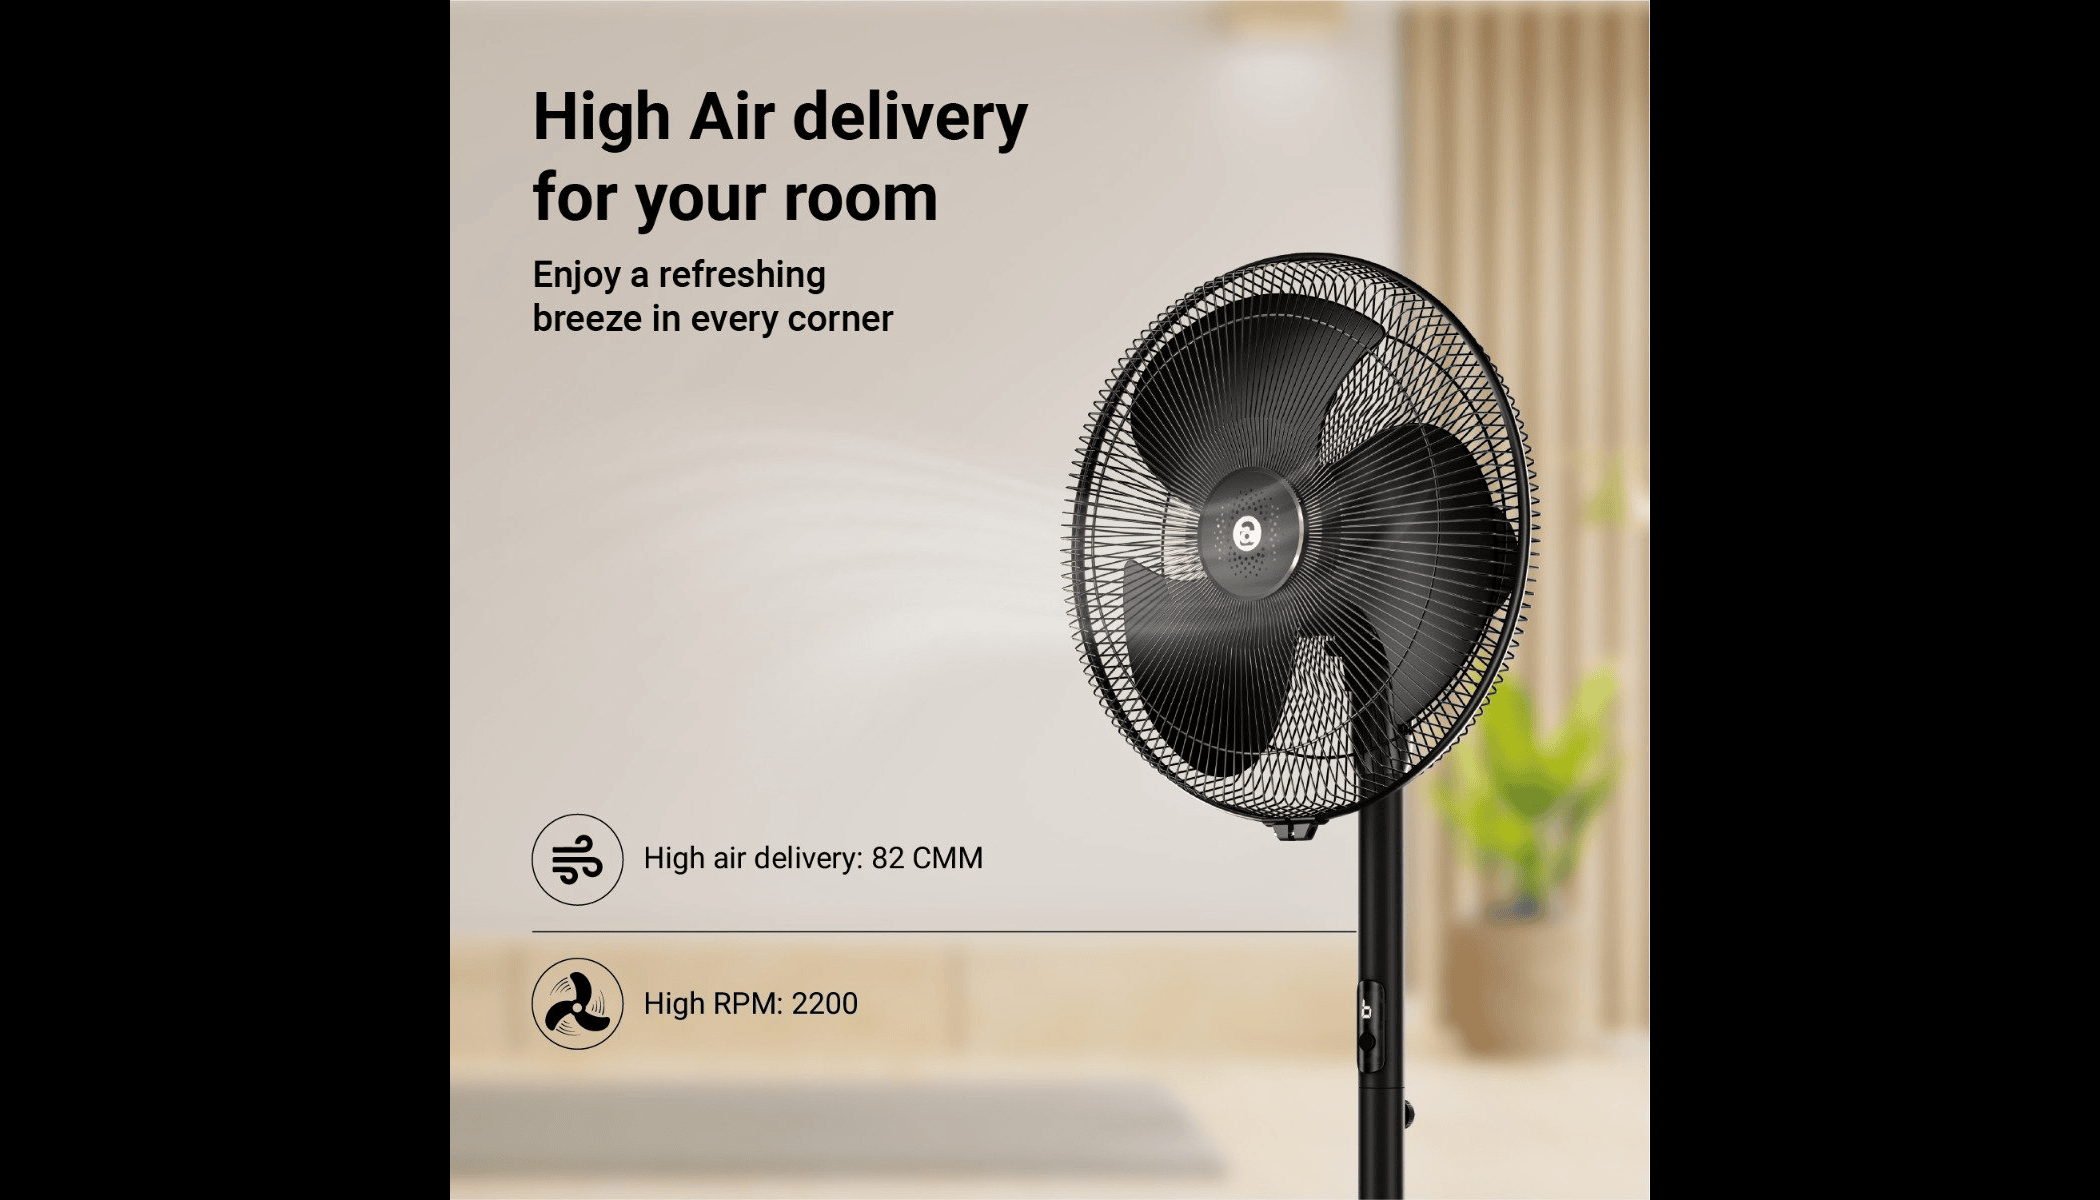 High Air delivery
for your room
Enjoy a refreshing
breeze in every corner
High air delivery: 82 CMM
High RPM: 2200